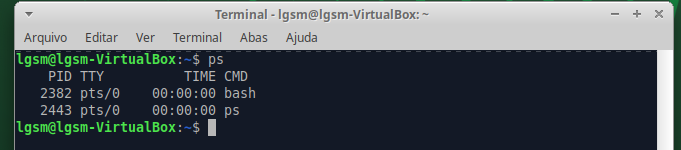 Terminal - lgsm@lgsm-VirtualBox: ~
Arquivo Editar Ver Terminal Abas Ajuda
lgsm@lgsm-VirtualBox:~$ ps
    PID TTY          TIME CMD
   2382 pts/0    00:00:00 bash
   2443 pts/0    00:00:00 ps
lgsm@lgsm-VirtualBox:~$